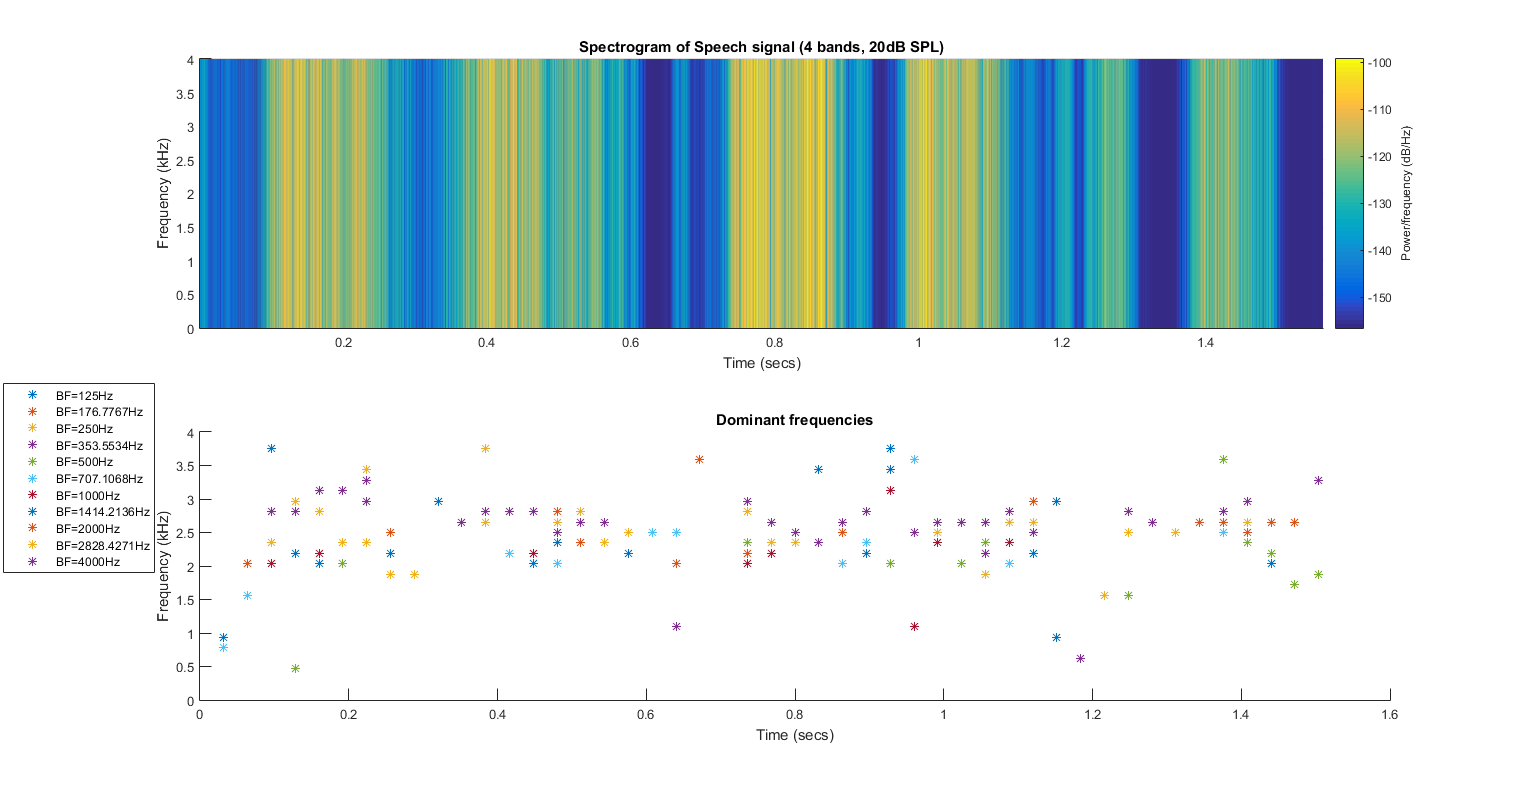 Spectrogram of Speech signal (4 bands, 20dB SPL)
4
3.5
3
2.5
2
1.5
1
0.5
0
Frequency (kHz)
0.2 0.4 0.6 0.8 1 1.2 1.4
Time (secs)
-100
-110
-120
-130
-140
-150
Power/frequency (dB/Hz)
BF=125Hz
BF=176.7767Hz
BF=250Hz
BF=353.5534Hz
BF=500Hz
BF=707.1068Hz
BF=1000Hz
BF=1414.2136Hz
BF=2000Hz
BF=2828.4271Hz
BF=4000Hz
Dominant frequencies
4
3.5
3
2.5
2
1.5
1
0.5
0
Frequency (kHz)
0 0.2 0.4 0.6 0.8 1 1.2 1.4 1.6
Time (secs)